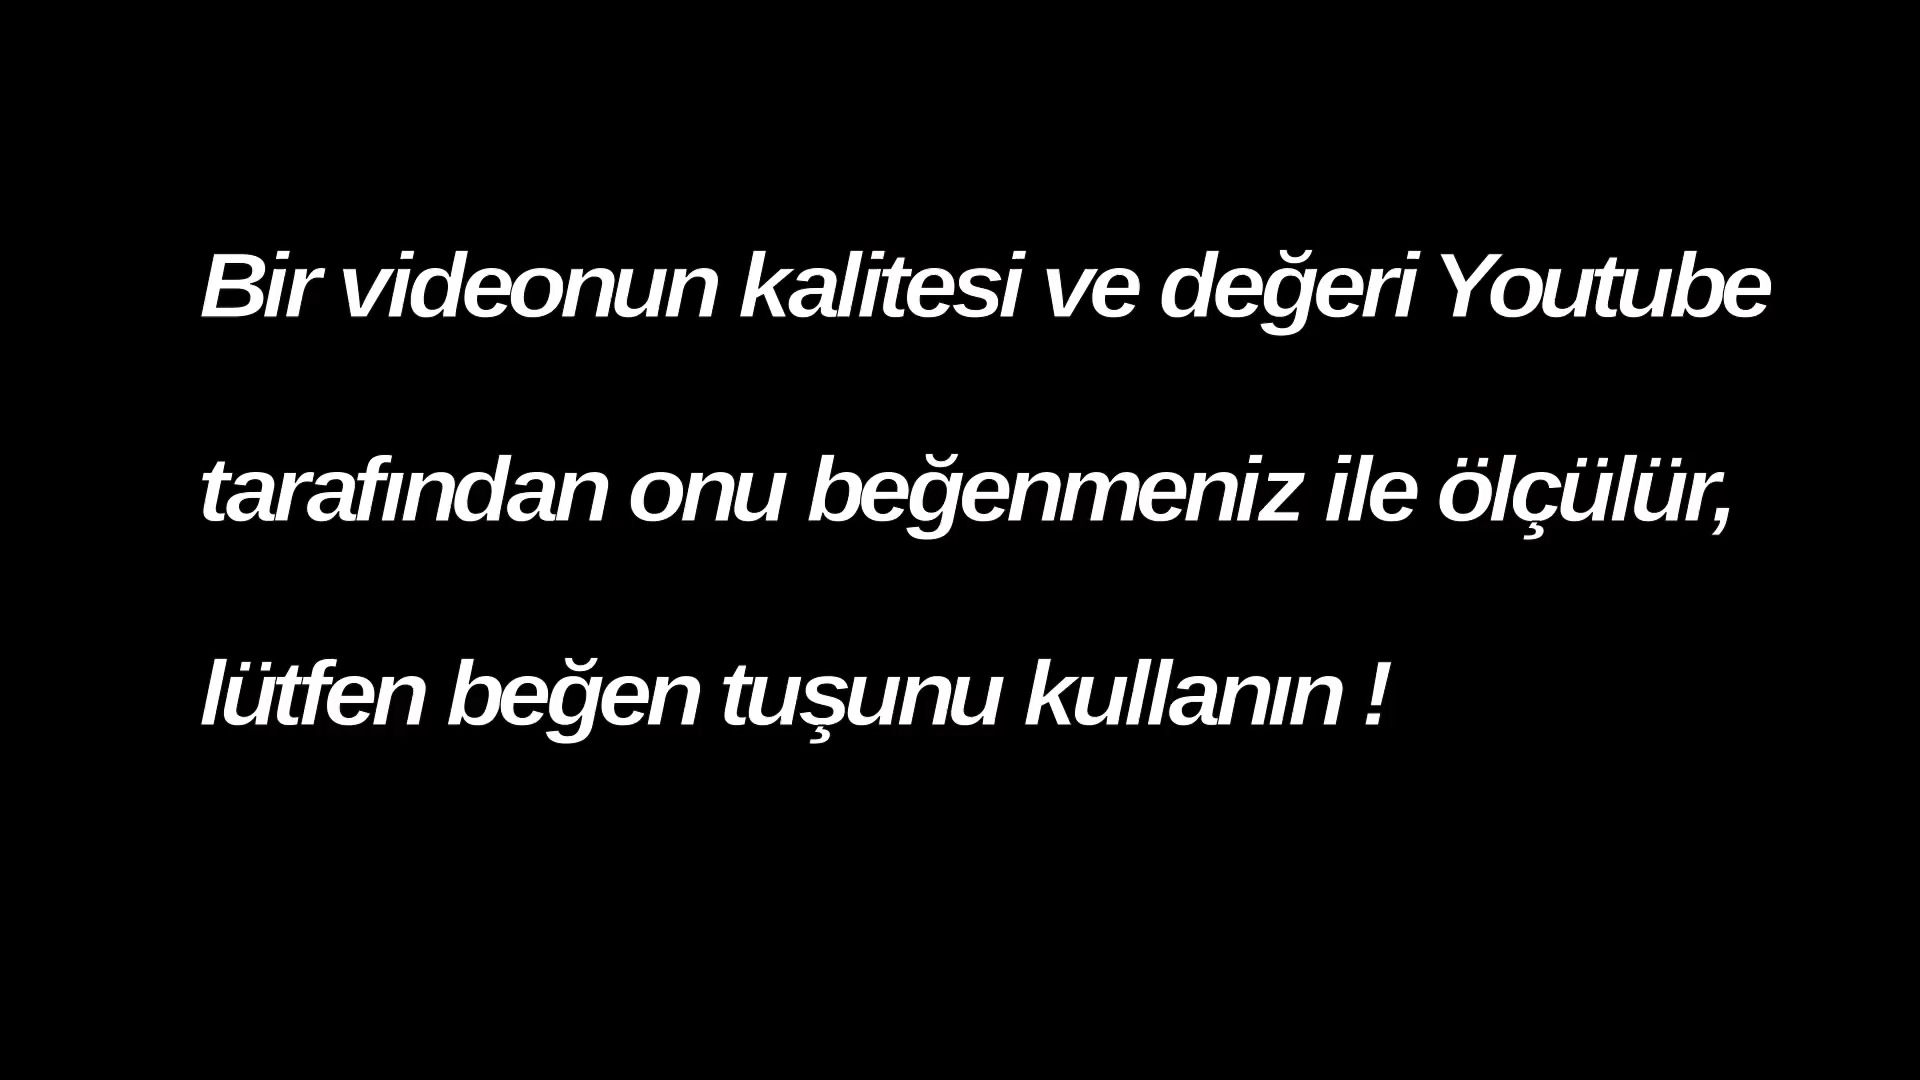 Bir videonun kalitesi ve değeri Youtube
tarafından onu beğenmeniz ile ölçülür,
lütfen beğen tuşunu kullanın !